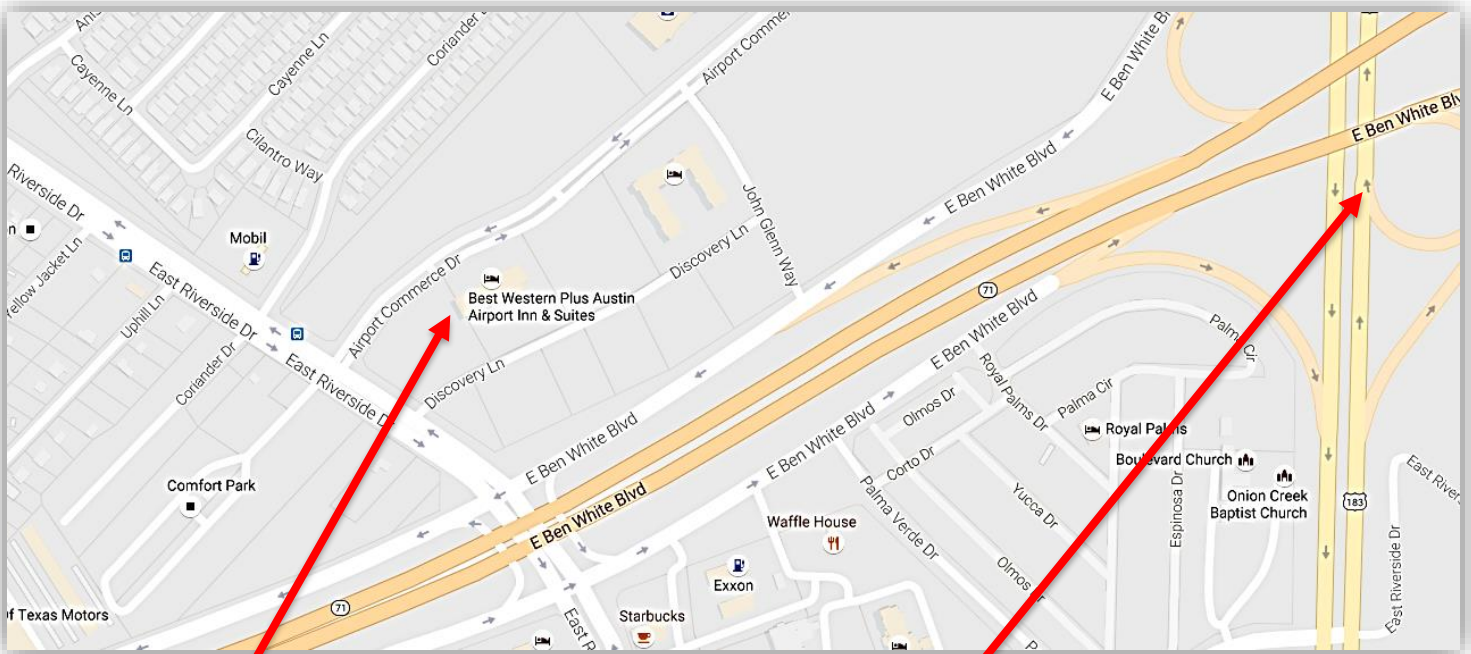 Cayenne Ln
Cayenne Ln
Cilantro Way
Airport Comme
E Ben White Bl
E Ben White Blv
Riverside Dr
Mobil
E Ben White Blvd
John Glenn Way
Discovery Ln
Airport Commerce Dr
Best Western Plus Austin
Airport Inn & Suites
ellow Jacket Ln
Uphill Ln
East Riverside Dr
Coriander Dr
East Riverside Dr
Discovery Ln
71
E Ben White Blvd
Palma Cir
Royal Palms Dr
Palma Cir
Olmos Dr
E Ben White Blvd
E Ben White Blvd
Royal Palms
Corto Dr
Boulevard Church
Onion Creek
Baptist Church
East River
183
Comfort Park
E Ben White Blvd
Yucca Dr
Palma Verde Dr
Espinosa Dr
Waffle House
Olmos Dr
Exxon
East Riverside Dr
71
Of Texas Motors
Starbucks
East R